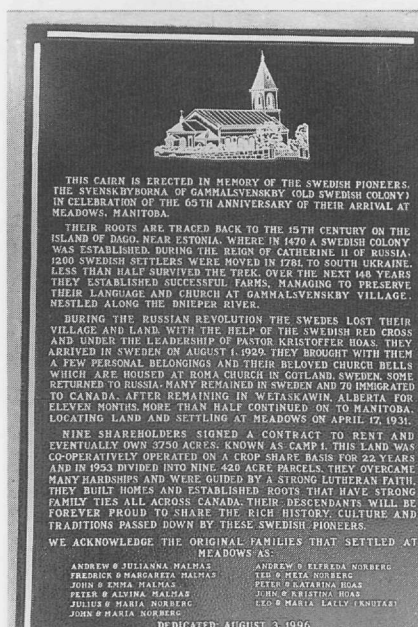 THIS CAIRN IS ERECTED IN MEMORY OF THE SWEDISH PIONEERS,
THE SVENSKBYBORNA OF GAMMALSVENSKBY (OLD SWEDISH COLONY)
IN CELEBRATION OF THE 65TH ANNIVERSARY OF THEIR ARRIVAL AT
MEADOWS, MANITOBA.
THEIR ROOTS ARE TRACED BACK TO THE 15TH CENTURY ON THE
ISLAND OF DAGO, NEAR ESTONIA, WHERE IN 1470 A SWEDISH COLONY
WAS ESTABLISHED. DURING THE REIGN OF CATHERINE II OF RUSSIA,
1200 SWEDISH SETTLERS WERE MOVED IN 1781, TO SOUTH UKRAINE.
LESS THAN HALF SURVIVED THE TREK. OVER THE NEXT 148 YEARS
THEY ESTABLISHED SUCCESSFUL FARMS, MANAGING TO PRESERVE
THEIR LANGUAGE AND CHURCH AT GAMMALSVENSKBY VILLAGE,
NESTLED ALONG THE DNIEPER RIVER.
DURING THE RUSSIAN REVOLUTION THE SWEDES LOST THEIR
VILLAGE AND LAND. WITH THE HELP OF THE SWEDISH RED CROSS
AND UNDER THE LEADERSHIP OF PASTOR KRISTOFFER HOAS, THEY
ARRIVED IN SWEDEN ON AUGUST 1, 1929. THEY BROUGHT WITH THEM
A FEW PERSONAL BELONGINGS AND THEIR BELOVED CHURCH BELLS
WHICH ARE HOUSED AT ROMA CHURCH IN GOTLAND, SWEDEN. SOME
RETURNED TO RUSSIA, MANY REMAINED IN SWEDEN AND 70 IMMIGRATED
TO CANADA. AFTER REMAINING IN WETASKAWIN, ALBERTA FOR
ELEVEN MONTHS, MORE THAN HALF CONTINUED ON TO MANITOBA,
LOCATING LAND AND SETTLING AT MEADOWS ON APRIL 17, 1931.
NINE SHAREHOLDERS SIGNED A CONTRACT TO RENT AND
EVENTUALLY OWN 3750 ACRES, KNOWN AS CAMP 1. THIS LAND WAS
CO-OPERATIVELY OPERATED ON A CROP SHARE BASIS FOR 22 YEARS
AND IN 1953 DIVIDED INTO NINE 420 ACRE PARCELS. THEY OVERCAME
MANY HARDSHIPS AND WERE GUIDED BY A STRONG LUTHERAN FAITH.
THEY BUILT HOMES AND ESTABLISHED ROOTS THAT HAVE STRONG
FAMILY TIES ALL ACROSS CANADA. THEIR DESCENDANTS WILL BE
FOREVER PROUD TO SHARE THE RICH HISTORY, CULTURE AND
TRADITIONS PASSED DOWN BY THESE SWEDISH PIONEERS.
WE ACKNOWLEDGE THE ORIGINAL FAMILIES THAT SETTLED AT
MEADOWS AS:
ANDREW & JULIANNA MALMAS
FREDRICK & MARGARETA MALMAS
JOHN & EMMA MALMAS
PETER & ALVINA MALMAS
JULIUS & MARIA NORBERG
JOHN & MARIA NORBERG
ANDREW & ELFREDA NORBERG
TED & META NORBERG
PETER & KATARINA HOAS
JOHN & KRISTINA HOAS
LEO & MARIA LALLY (KNUTAS)
DEDICATED: AUGUST 3, 1996